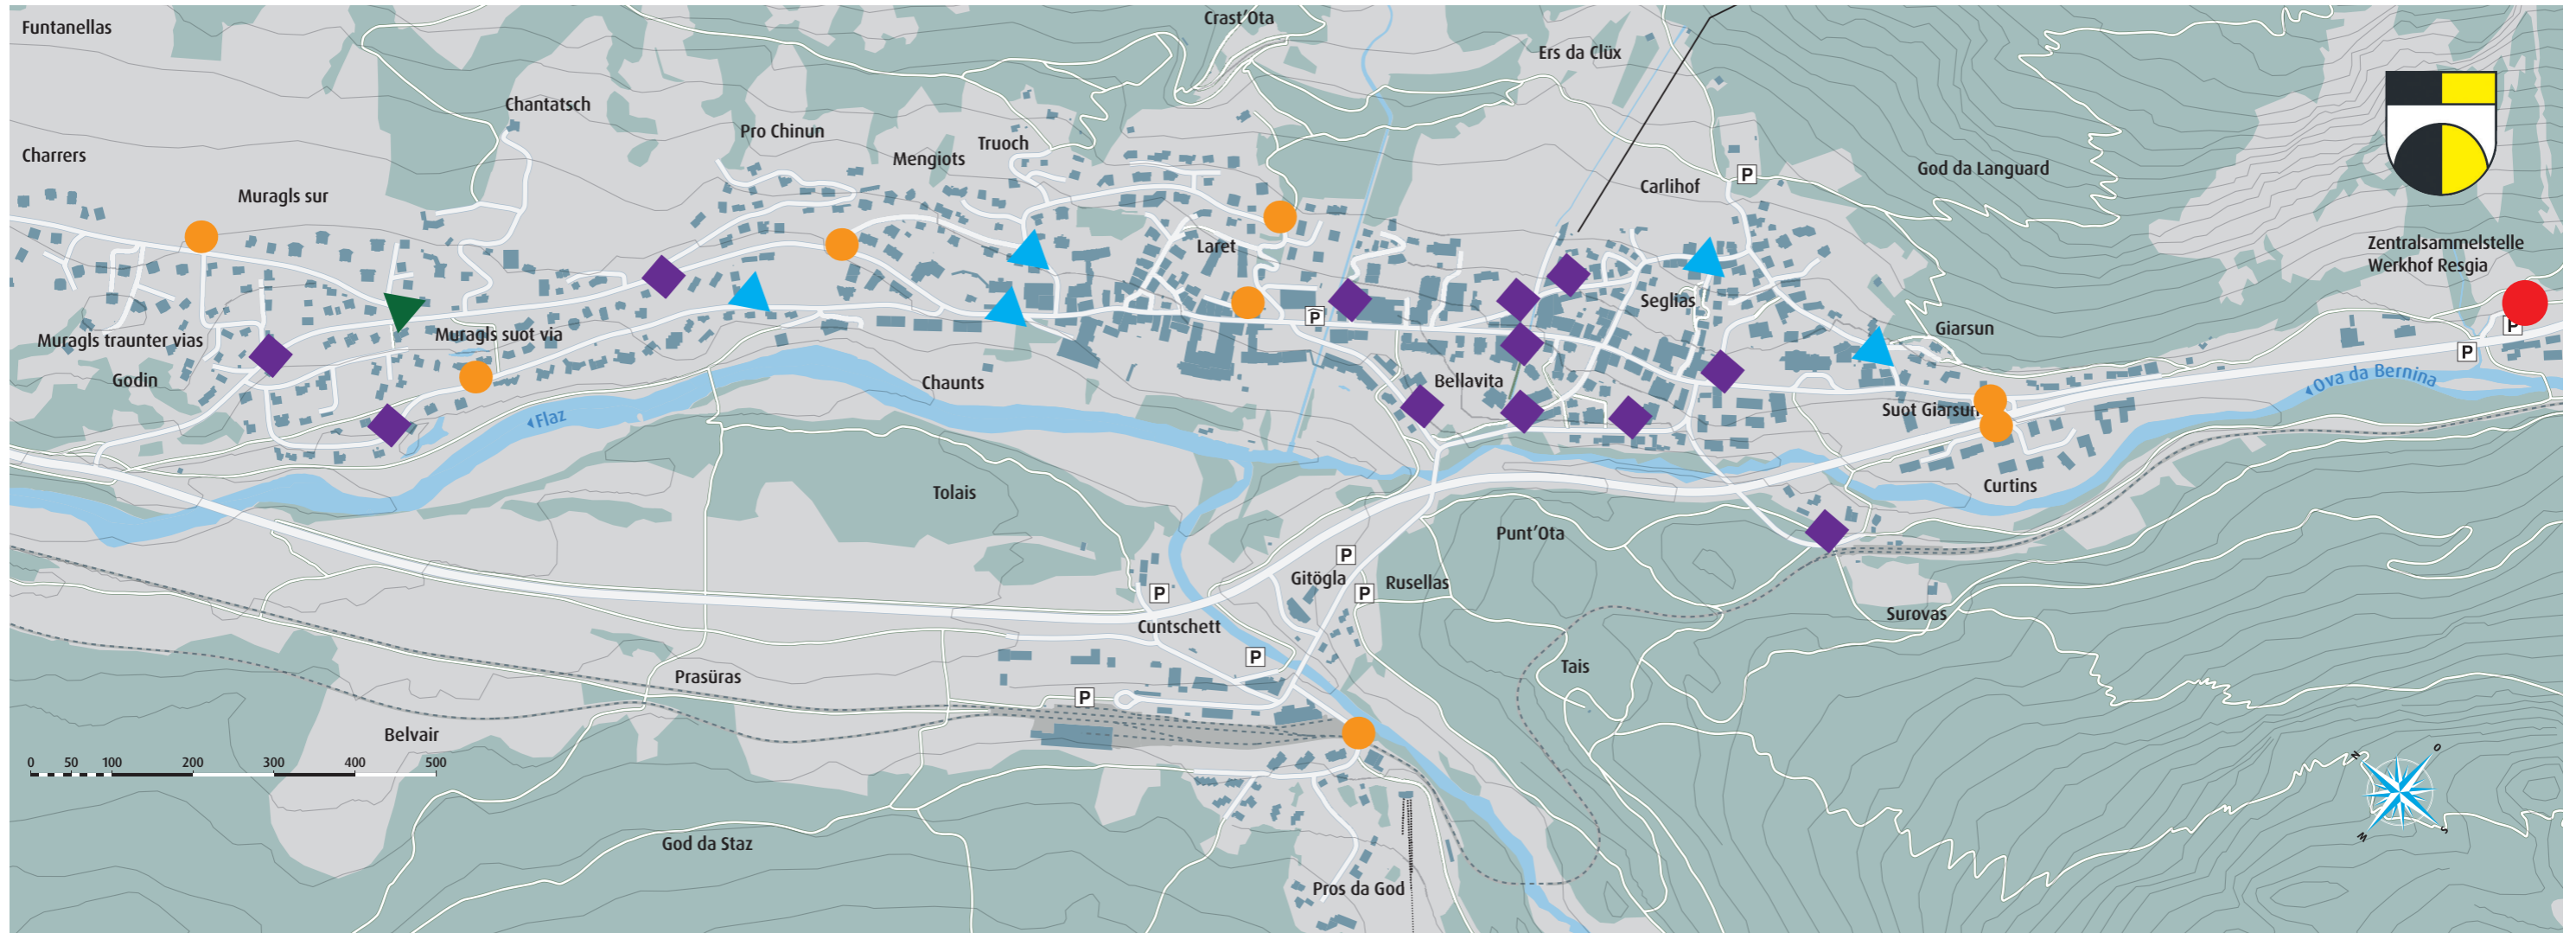 Crast'Ota
Funtanellas
Ers da Clüx
Chantatsch
Pro Chinun
Truoch
Charrers
Mengiots
God da Languard
P
Carlihof
Muragls sur
Laret
Zentralsammelstelle
Werkhof Resgia
Seglias
P
P
Giarsun
Muragls suot via
Muragls traunter vias
P
Godin
Chaunts
Bellavita
Ova da Bernina
Suot Giarsun
Flaz
Curtins
Tolais
Punt'Ota
P
Gitögla
Rusellas
P
P
Surovas
Cuntschett
P
Tais
Prasüras
P
Belvair
0 50 100 200 300 400 500
N O
W S
God da Staz
Pros da God